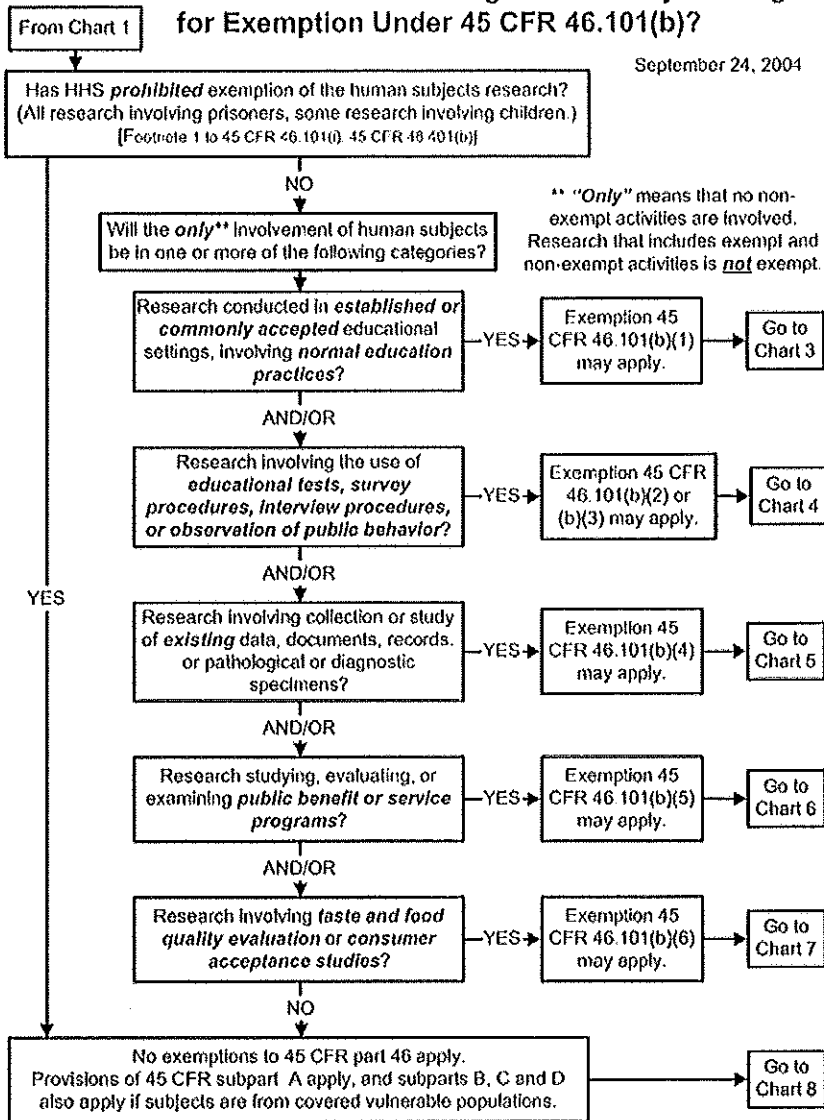 From Chart 1
for Exemption Under 45 CFR 46.101(b)?
September 24, 2004
Has HHS prohibited exemption of the human subjects research?
(All research involving prisoners, some research involving children.)
[Footnote 1 to 45 CFR 46.101(i), 45 CFR 46.401(b)]
NO
** "Only" means that no non-
exempt activities are involved.
Research that includes exempt and
non-exempt activities is not exempt.
Will the only** involvement of human subjects
be in one or more of the following categories?
Research conducted in established or
commonly accepted educational
settings, involving normal education
practices?
YES
Exemption 45
CFR 46.101(b)(1)
may apply.
Go to
Chart 3
AND/OR
Research involving the use of
educational tests, survey
procedures, interview procedures,
or observation of public behavior?
YES
Exemption 45 CFR
46.101(b)(2) or
(b)(3) may apply.
Go to
Chart 4
AND/OR
YES
Research involving collection or study
of existing data, documents, records,
or pathological or diagnostic
specimens?
YES
Exemption 45
CFR 46.101(b)(4)
may apply.
Go to
Chart 5
AND/OR
Research studying, evaluating, or
examining public benefit or service
programs?
YES
Exemption 45
CFR 46.101(b)(5)
may apply.
Go to
Chart 6
AND/OR
Research involving taste and food
quality evaluation or consumer
acceptance studies?
YES
Exemption 45
CFR 46.101(b)(6)
may apply.
Go to
Chart 7
NO
No exemptions to 45 CFR part 46 apply.
Provisions of 45 CFR subpart A apply, and subparts B, C and D
also apply if subjects are from covered vulnerable populations.
Go to
Chart 8